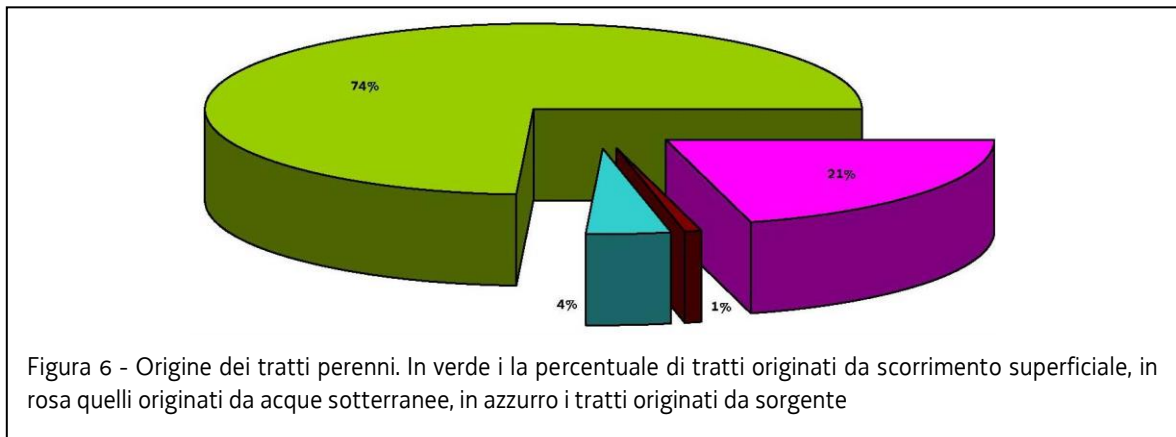 74%
21%
4%
1%
Figura 6 - Origine dei tratti perenni. In verde i la percentuale di tratti originati da scorrimento superficiale, in
rosa quelli originati da acque sotterranee, in azzurro i tratti originati da sorgente